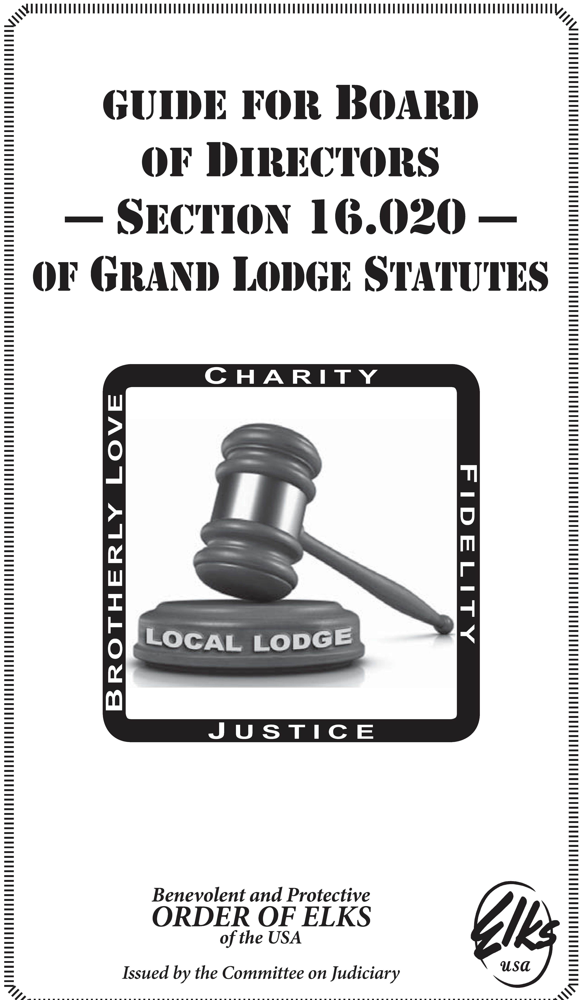 GUIDE FOR BOARD
OF DIRECTORS
— SECTION 16.020 —
OF GRAND LODGE STATUTES
CHARITY
BROTHERLY LOVE
FIDELITY
LOCAL LODGE
JUSTICE
Benevolent and Protective
ORDER OF ELKS
of the USA
Issued by the Committee on Judiciary
Elks
usa